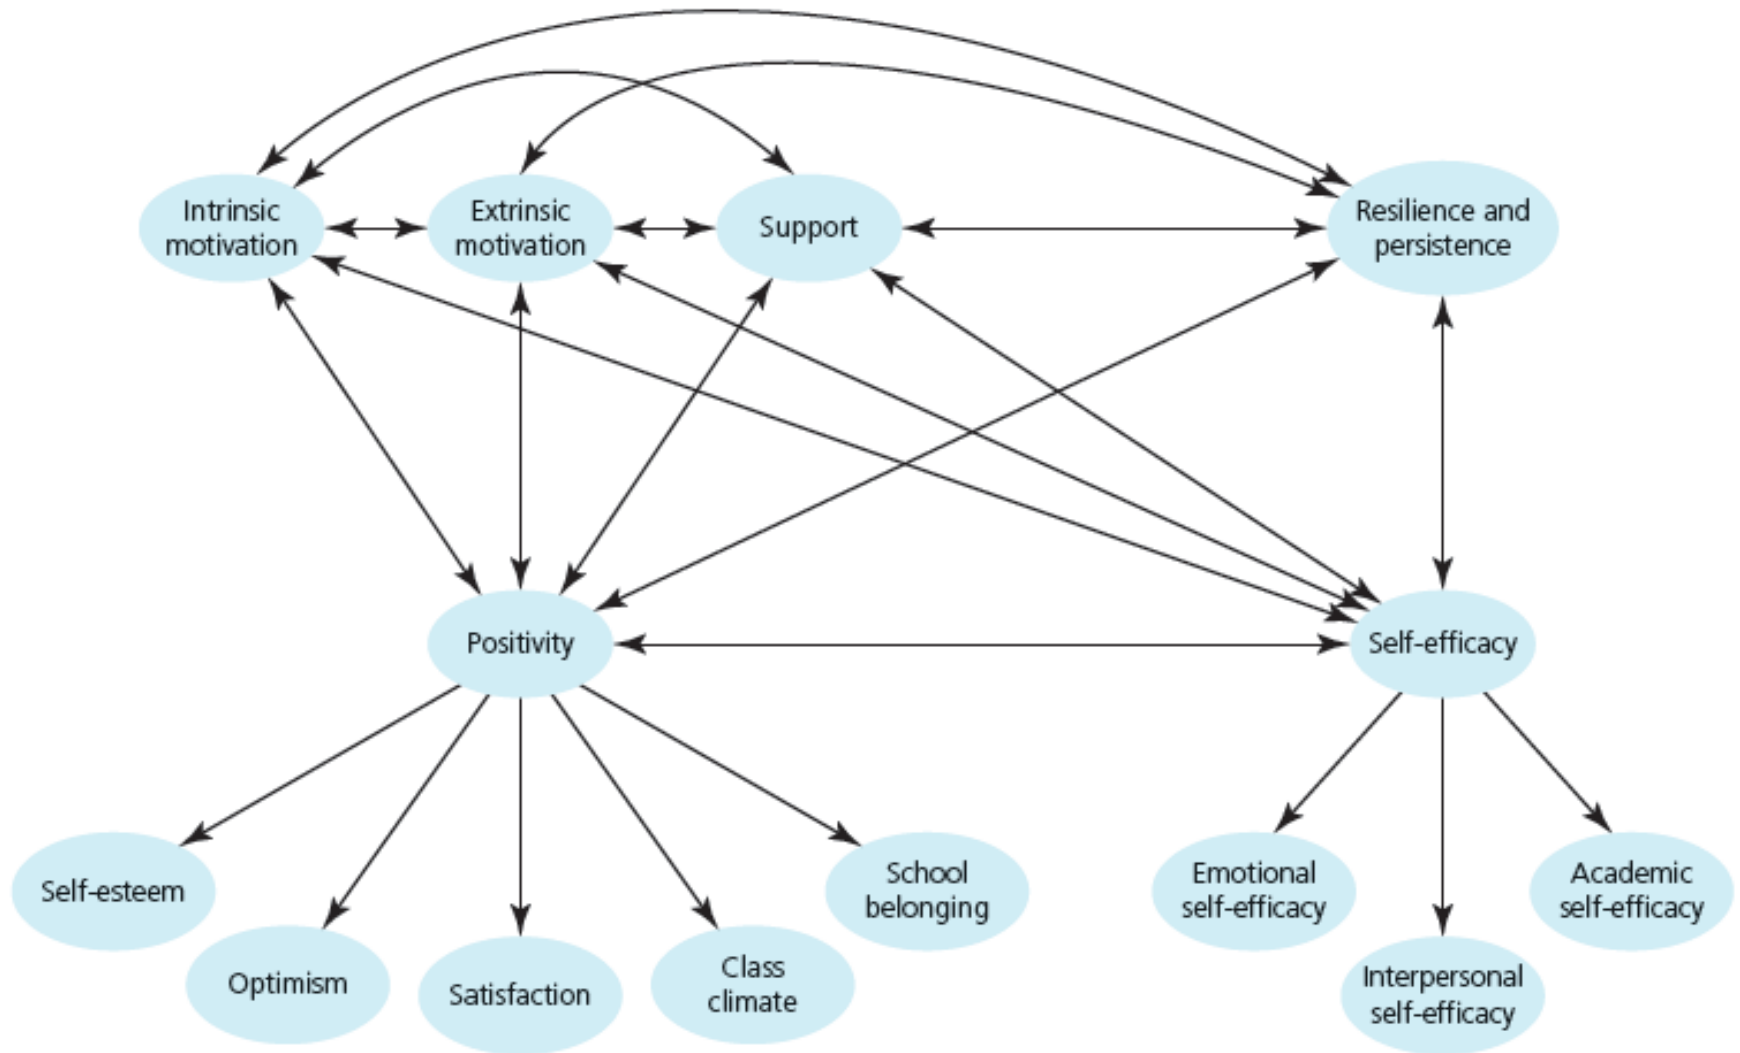 Intrinsic
motivation
Extrinsic
motivation
Support
Resilience and
persistence
Positivity
Self-efficacy
Self-esteem
Optimism
Satisfaction
Class
climate
School
belonging
Emotional
self-efficacy
Interpersonal
self-efficacy
Academic
self-efficacy